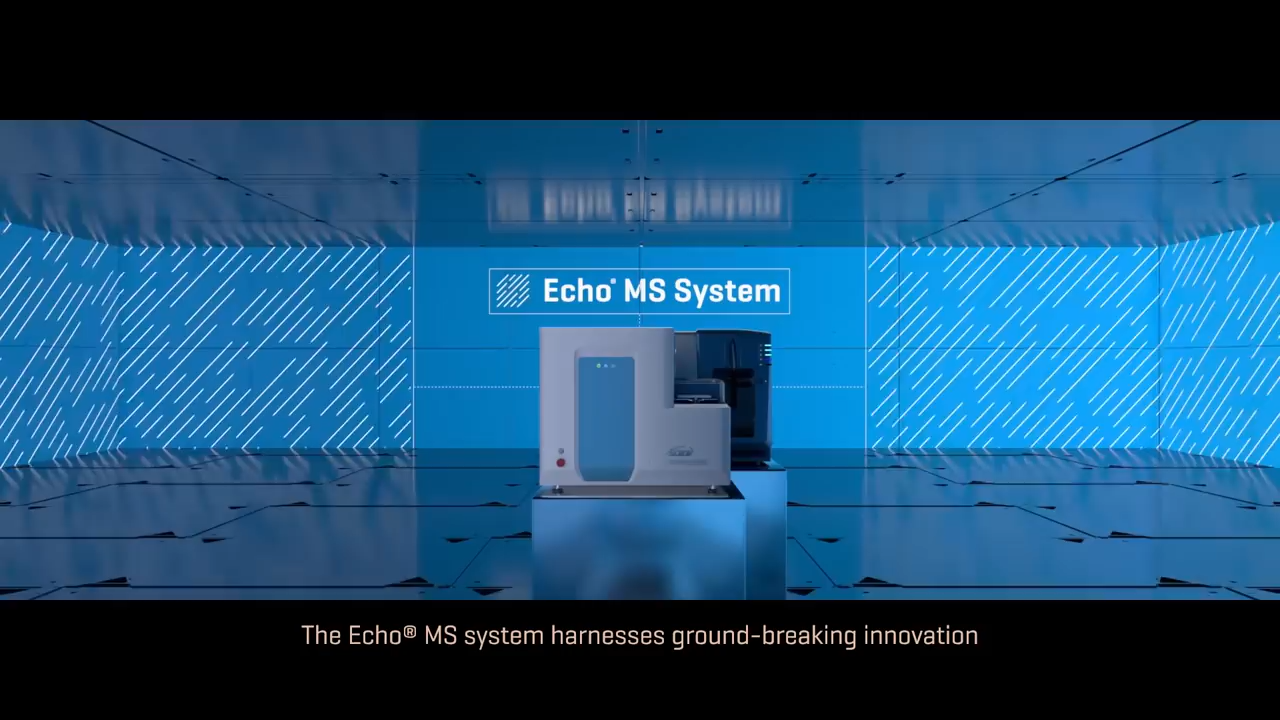 Echo® MS System
The Echo® MS system harnesses ground-breaking innovation